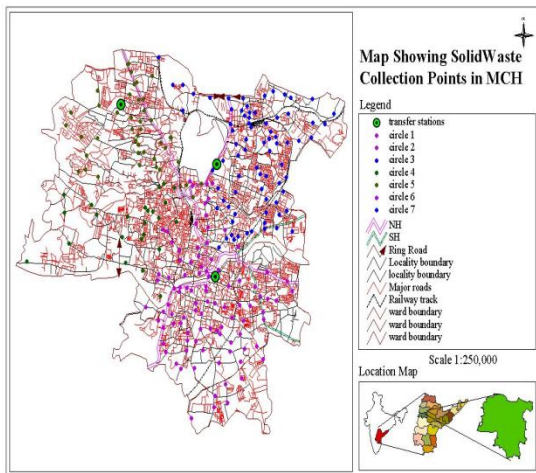 Map Showing SolidWaste
Collection Points in MCH
Legend
transfer stations
circle 1
circle 2
circle 3
circle 4
circle 5
circle 6
circle 7
NH
SH
Ring Road
Locality boundary
locality boundary
Major roads
Railway track
ward boundary
ward boundary
ward boundary
ward boundary
Scale 1:250,000
Location Map